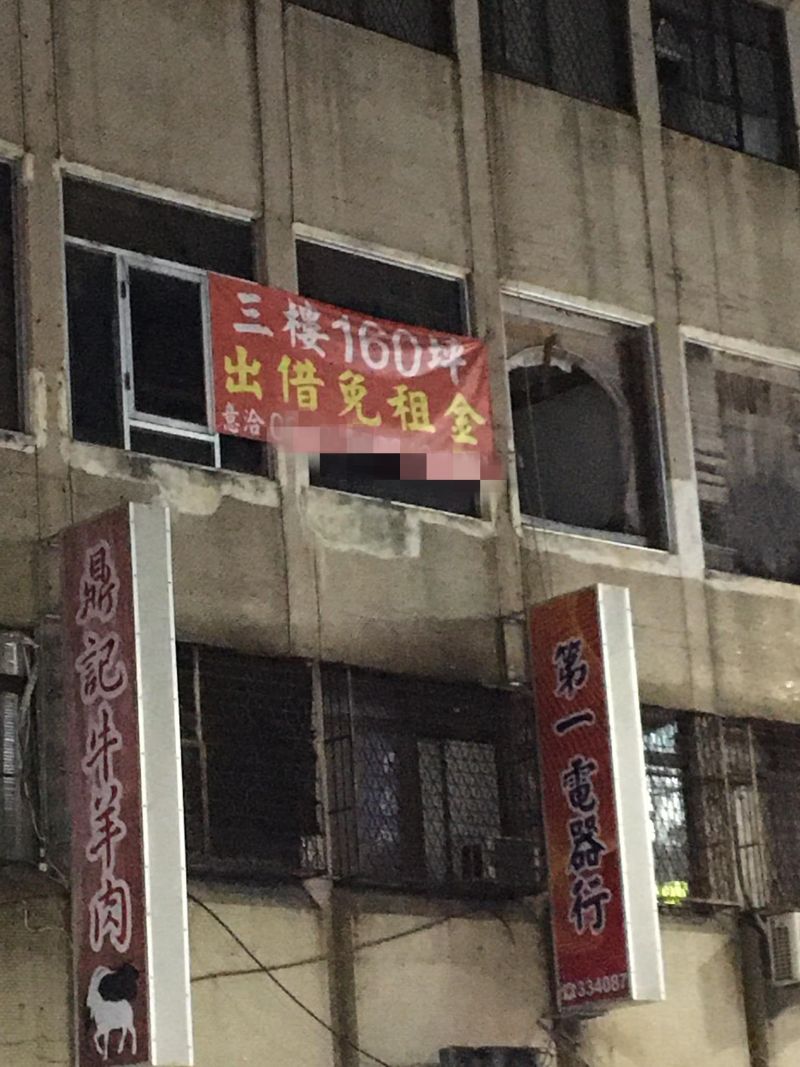 三樓160坪
出借免租金
意洽
鼎記牛羊肉
第一電器行
☎334087